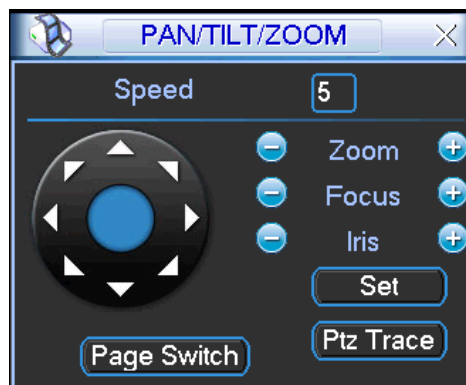 PAN/TILT/ZOOM
Speed 5
Zoom
Focus
Iris
Set
Ptz Trace
Page Switch